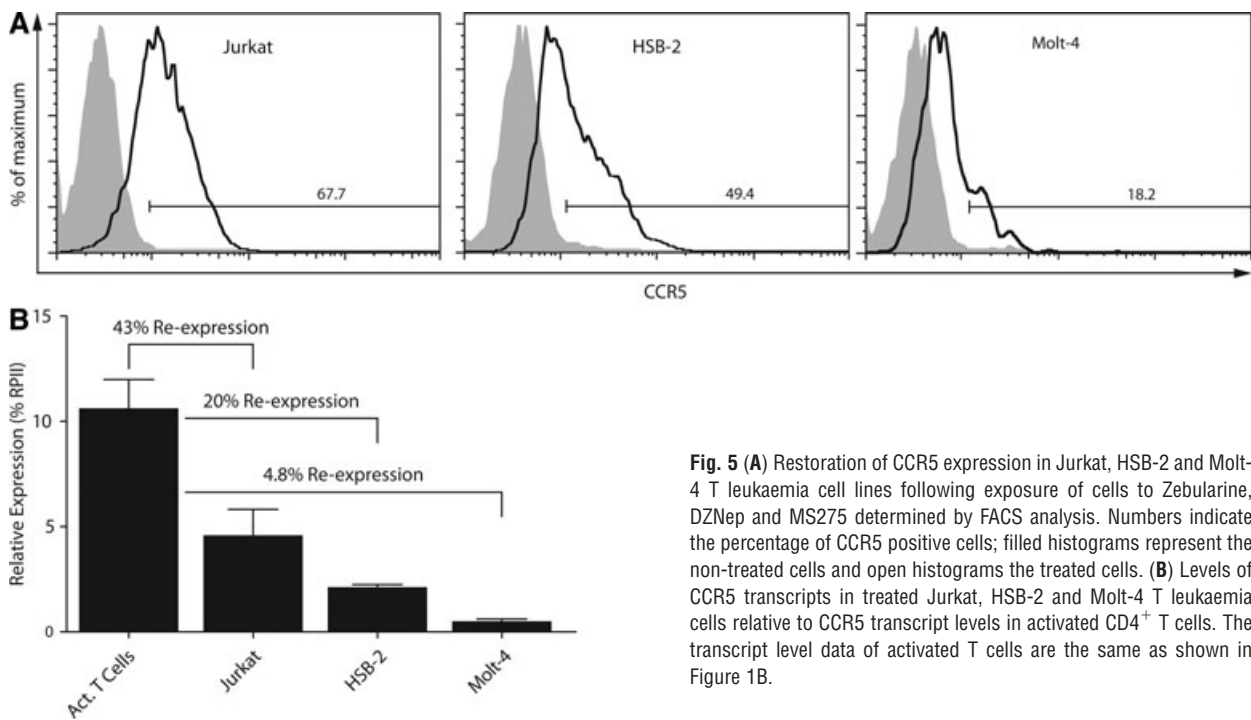 A
Jurkat
HSB-2
Molt-4
% of maximum
67.7
49.4
18.2
CCR5
B
15
10
5
0
Relative Expression (% RPII)
43% Re-expression
20% Re-expression
4.8% Re-expression
Act. T Cells
Jurkat
HSB-2
Molt-4
Fig. 5 (A) Restoration of CCR5 expression in Jurkat, HSB-2 and Molt-
4 T leukaemia cell lines following exposure of cells to Zebularine,
DZNep and MS275 determined by FACS analysis. Numbers indicate
the percentage of CCR5 positive cells; filled histograms represent the
non-treated cells and open histograms the treated cells. (B) Levels of
CCR5 transcripts in treated Jurkat, HSB-2 and Molt-4 T leukaemia
cells relative to CCR5 transcript levels in activated CD4+ T cells. The
transcript level data of activated T cells are the same as shown in
Figure 1B.